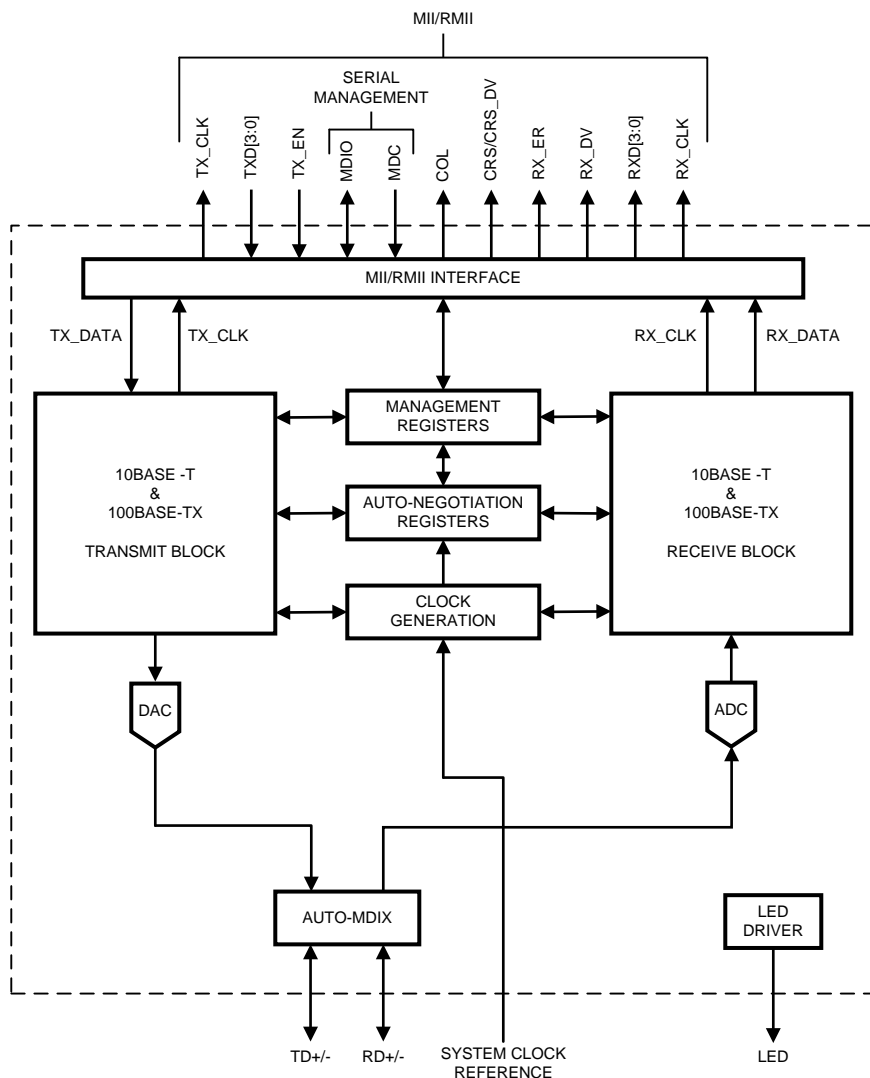 MII/RMII
SERIAL
MANAGEMENT
TX_CLK
TXD[3:0]
TX_EN
MDIO
MDC
COL
CRS/CRS_DV
RX_ER
RX_DV
RXD[3:0]
RX_CLK
MII/RMII INTERFACE
TX_DATA
TX_CLK
RX_CLK
RX_DATA
MANAGEMENT
REGISTERS
10BASE -T
&
100BASE-TX
TRANSMIT BLOCK
AUTO-NEGOTIATION
REGISTERS
10BASE -T
&
100BASE-TX
RECEIVE BLOCK
CLOCK
GENERATION
DAC
ADC
AUTO-MDIX
LED
DRIVER
TD+/-
RD+/-
SYSTEM CLOCK
REFERENCE
LED